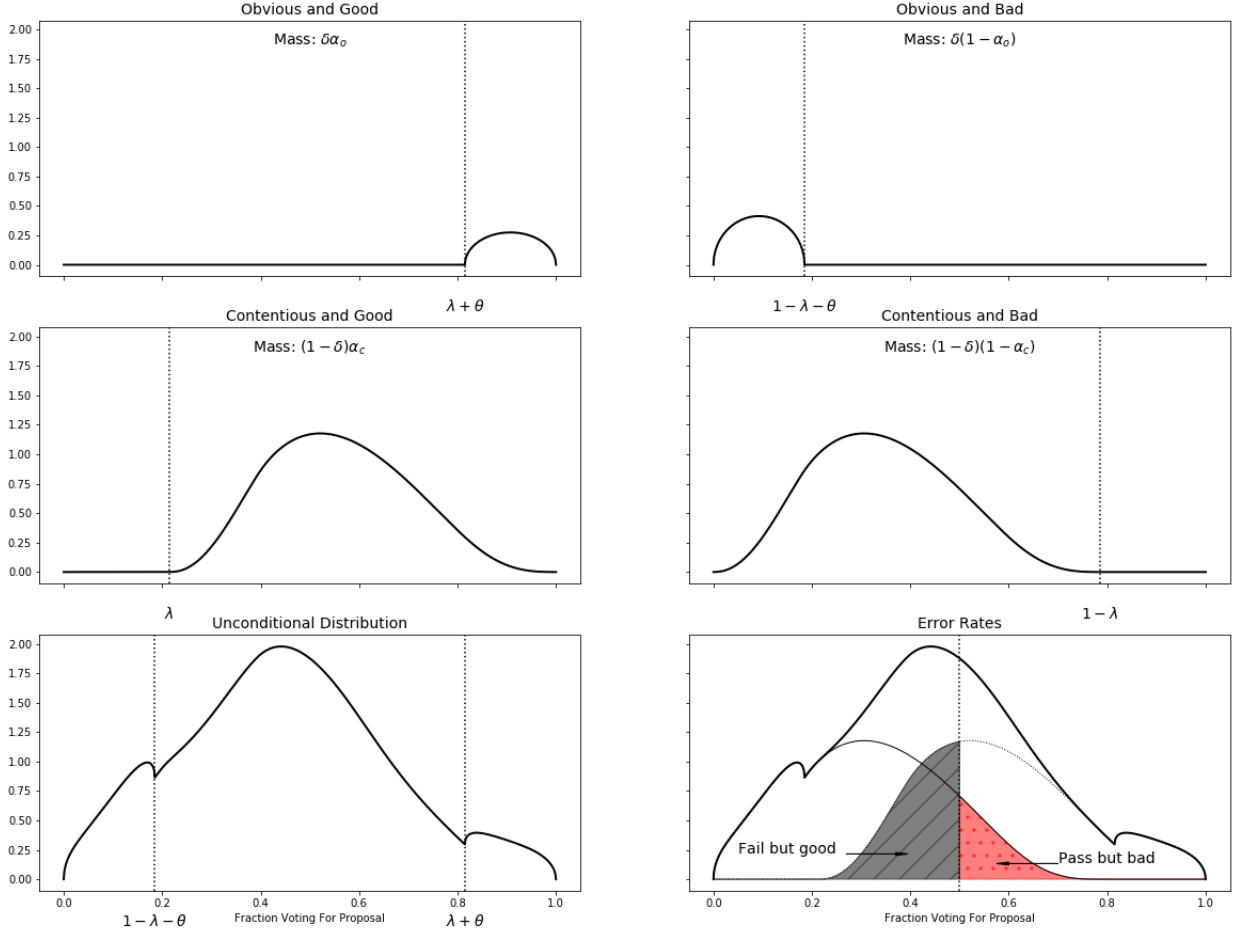 Obvious and Good
Mass: δα_o
2.00
1.75
1.50
1.25
1.00
0.75
0.50
0.25
0.00
λ + θ
Obvious and Bad
Mass: δ(1 − α_o)
1 − λ − θ
Contentious and Good
Mass: (1 − δ)α_c
2.00
1.75
1.50
1.25
1.00
0.75
0.50
0.25
0.00
λ
Contentious and Bad
Mass: (1 − δ)(1 − α_c)
1 − λ
Unconditional Distribution
2.00
1.75
1.50
1.25
1.00
0.75
0.50
0.25
0.00
0.0 0.2 0.4 0.6 0.8 1.0
1 − λ − θ
Fraction Voting For Proposal
λ + θ
Error Rates
Fail but good
Pass but bad
0.0 0.2 0.4 0.6 0.8 1.0
Fraction Voting For Proposal